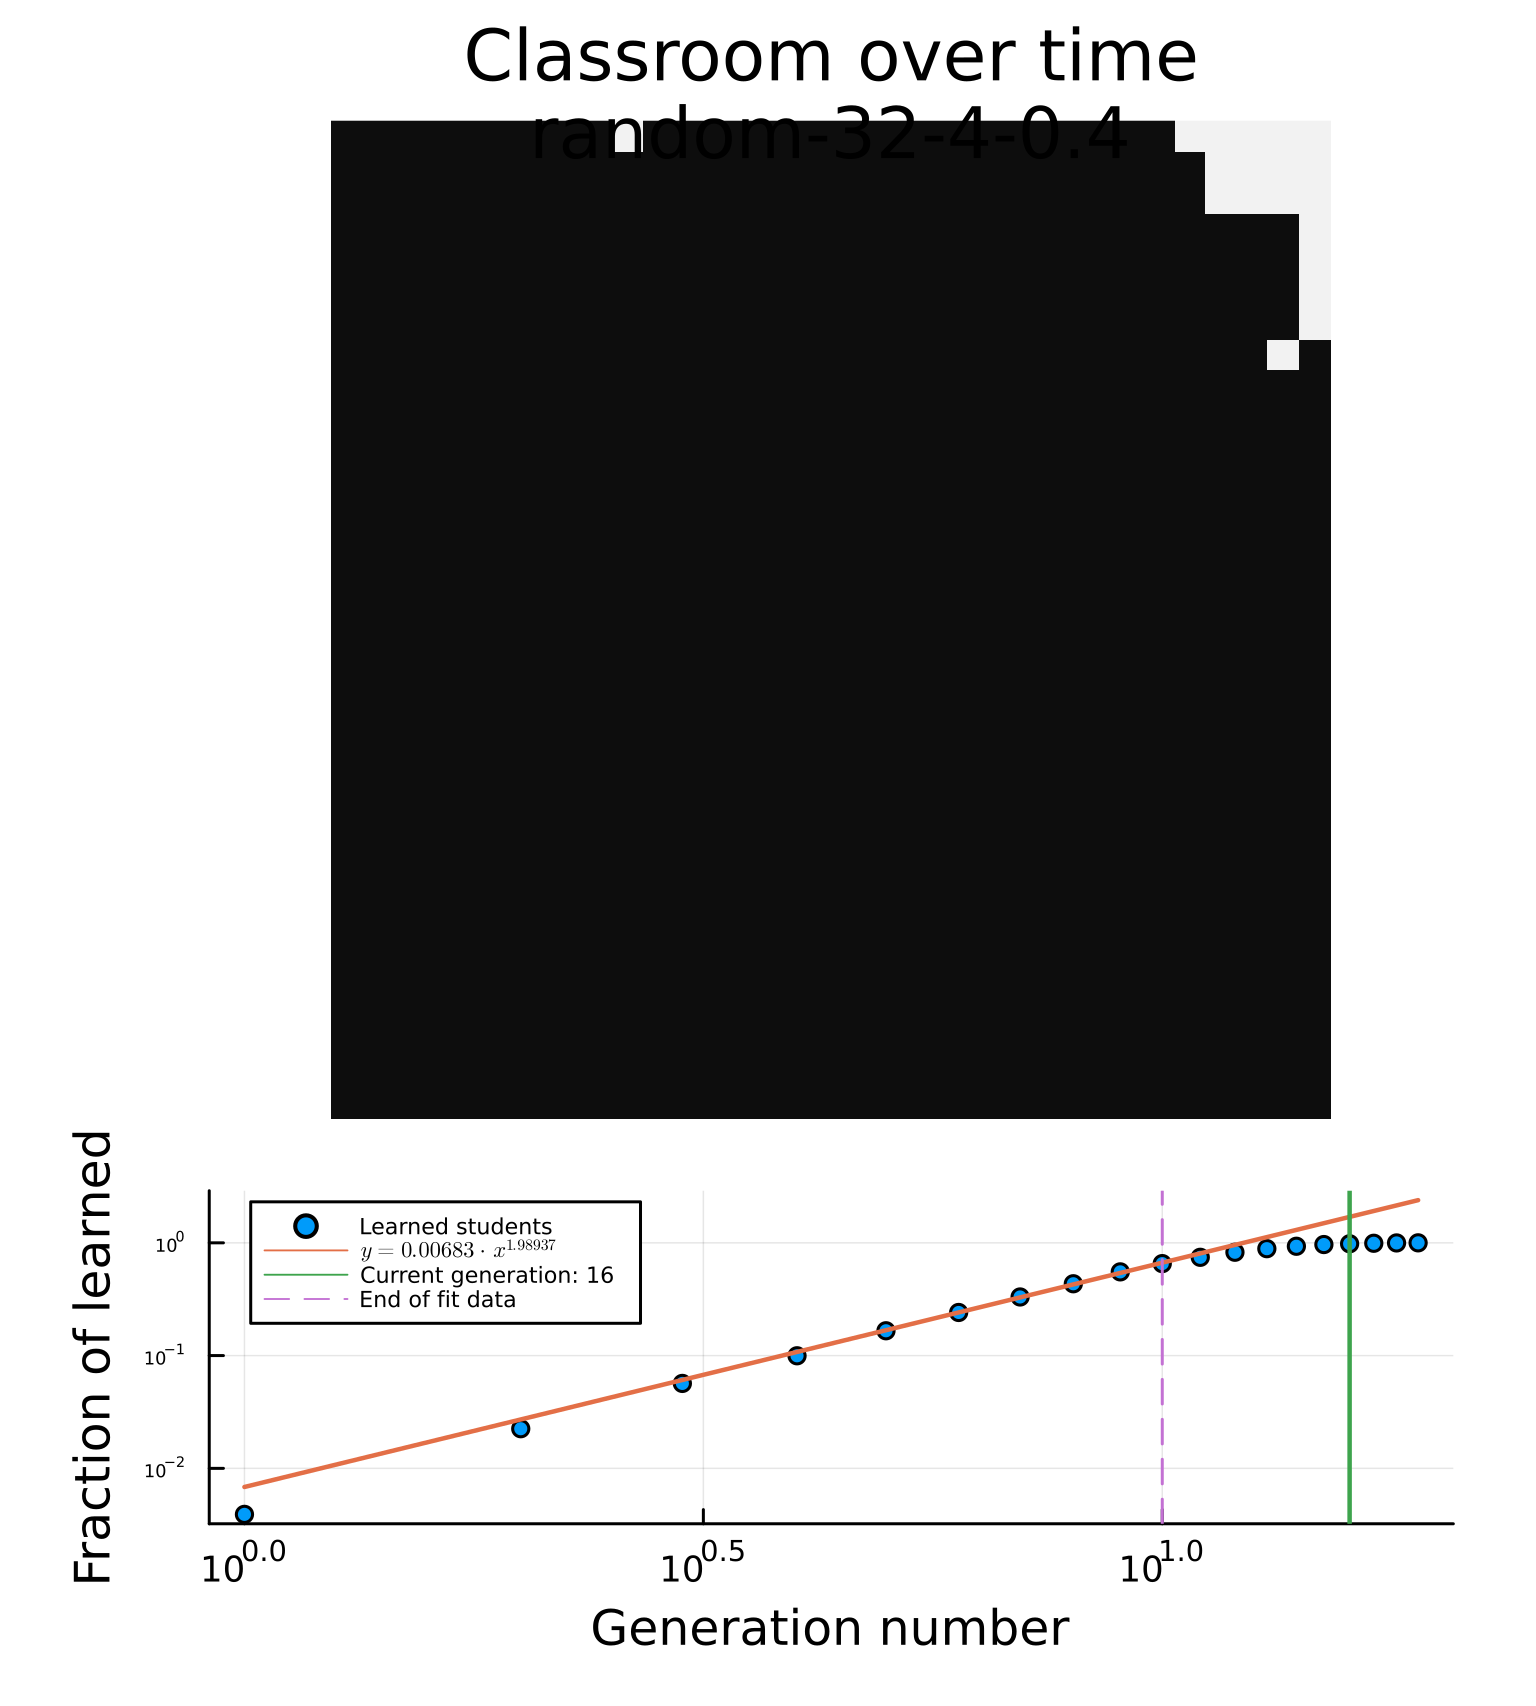 Classroom over time
random-32-4-0.4
Fraction of learned
10⁰
10⁻¹
10⁻²
Learned students
y = 0.00683 · x^1.98937
Current generation: 16
End of fit data
10^0.0
10^0.5
10^1.0
Generation number